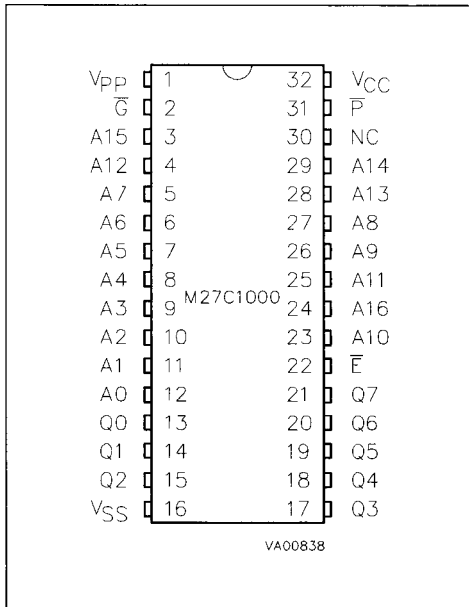 VPP 1 32 VCC
G̅ 2 31 P̅
A15 3 30 NC
A12 4 29 A14
A7 5 28 A13
A6 6 27 A8
A5 7 26 A9
A4 8 25 A11
M27C1000
A3 9 24 A16
A2 10 23 A10
A1 11 22 E̅
A0 12 21 Q7
Q0 13 20 Q6
Q1 14 19 Q5
Q2 15 18 Q4
VSS 16 17 Q3
VA00838